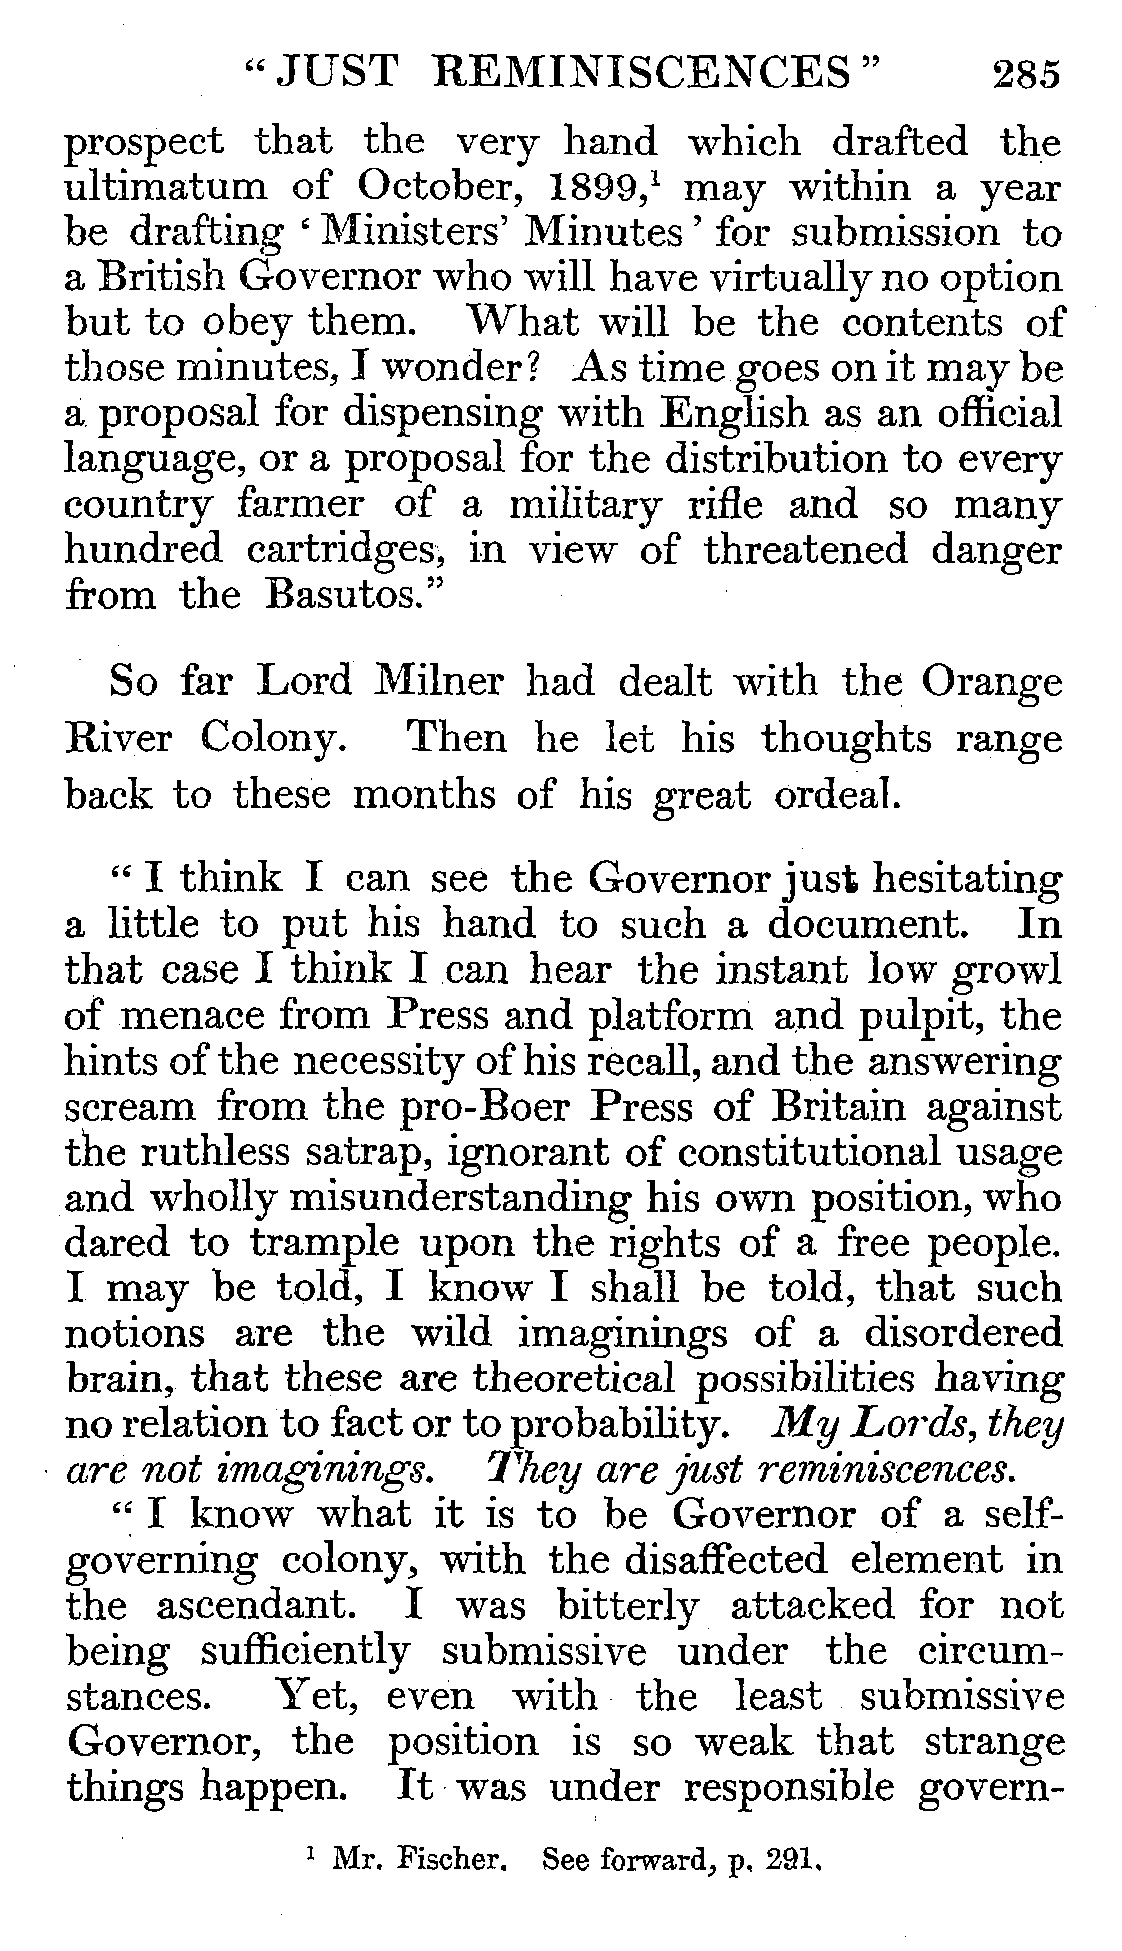 “JUST REMINISCENCES” 285
prospect that the very hand which drafted the
ultimatum of October, 1899,¹ may within a year
be drafting ‘Ministers’ Minutes’ for submission to
a British Governor who will have virtually no option
but to obey them. What will be the contents of
those minutes, I wonder? As time goes on it may be
a proposal for dispensing with English as an official
language, or a proposal for the distribution to every
country farmer of a military rifle and so many
hundred cartridges, in view of threatened danger
from the Basutos.”
So far Lord Milner had dealt with the Orange
River Colony. Then he let his thoughts range
back to these months of his great ordeal.
“I think I can see the Governor just hesitating
a little to put his hand to such a document. In
that case I think I can hear the instant low growl
of menace from Press and platform and pulpit, the
hints of the necessity of his recall, and the answering
scream from the pro-Boer Press of Britain against
the ruthless satrap, ignorant of constitutional usage
and wholly misunderstanding his own position, who
dared to trample upon the rights of a free people.
I may be told, I know I shall be told, that such
notions are the wild imaginings of a disordered
brain, that these are theoretical possibilities having
no relation to fact or to probability. My Lords, they
are not imaginings. They are just reminiscences.
“I know what it is to be Governor of a self-
governing colony, with the disaffected element in
the ascendant. I was bitterly attacked for not
being sufficiently submissive under the circum-
stances. Yet, even with the least submissive
Governor, the position is so weak that strange
things happen. It was under responsible govern-
¹ Mr. Fischer. See forward, p. 291.